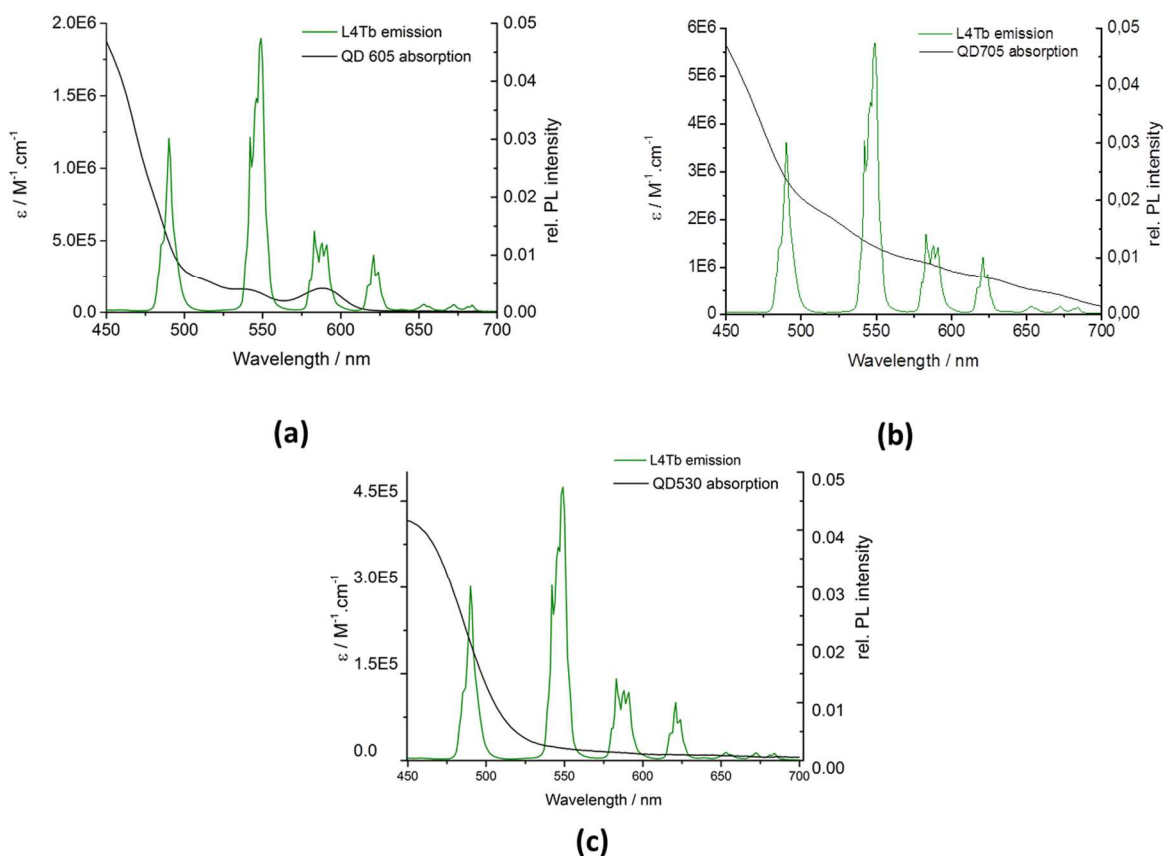 L4Tb emission
QD 605 absorption
2.0E6
1.5E6
1.0E6
5.0E5
0.0
ε / M⁻¹.cm⁻¹
0.05
0.04
0.03
0.02
0.01
0.00
rel. PL intensity
450 500 550 600 650 700
Wavelength / nm
(a)
L4Tb emission
QD705 absorption
6E6
5E6
4E6
3E6
2E6
1E6
0
ε / M⁻¹.cm⁻¹
0,05
0,04
0,03
0,02
0,01
0,00
rel. PL intensity
450 500 550 600 650 700
Wavelength / nm
(b)
L4Tb emission
QD530 absorption
4.5E5
3.0E5
1.5E5
0.0
ε / M⁻¹.cm⁻¹
0.05
0.04
0.03
0.02
0.01
0.00
rel. PL intensity
450 500 550 600 650 700
Wavelength / nm
(c)